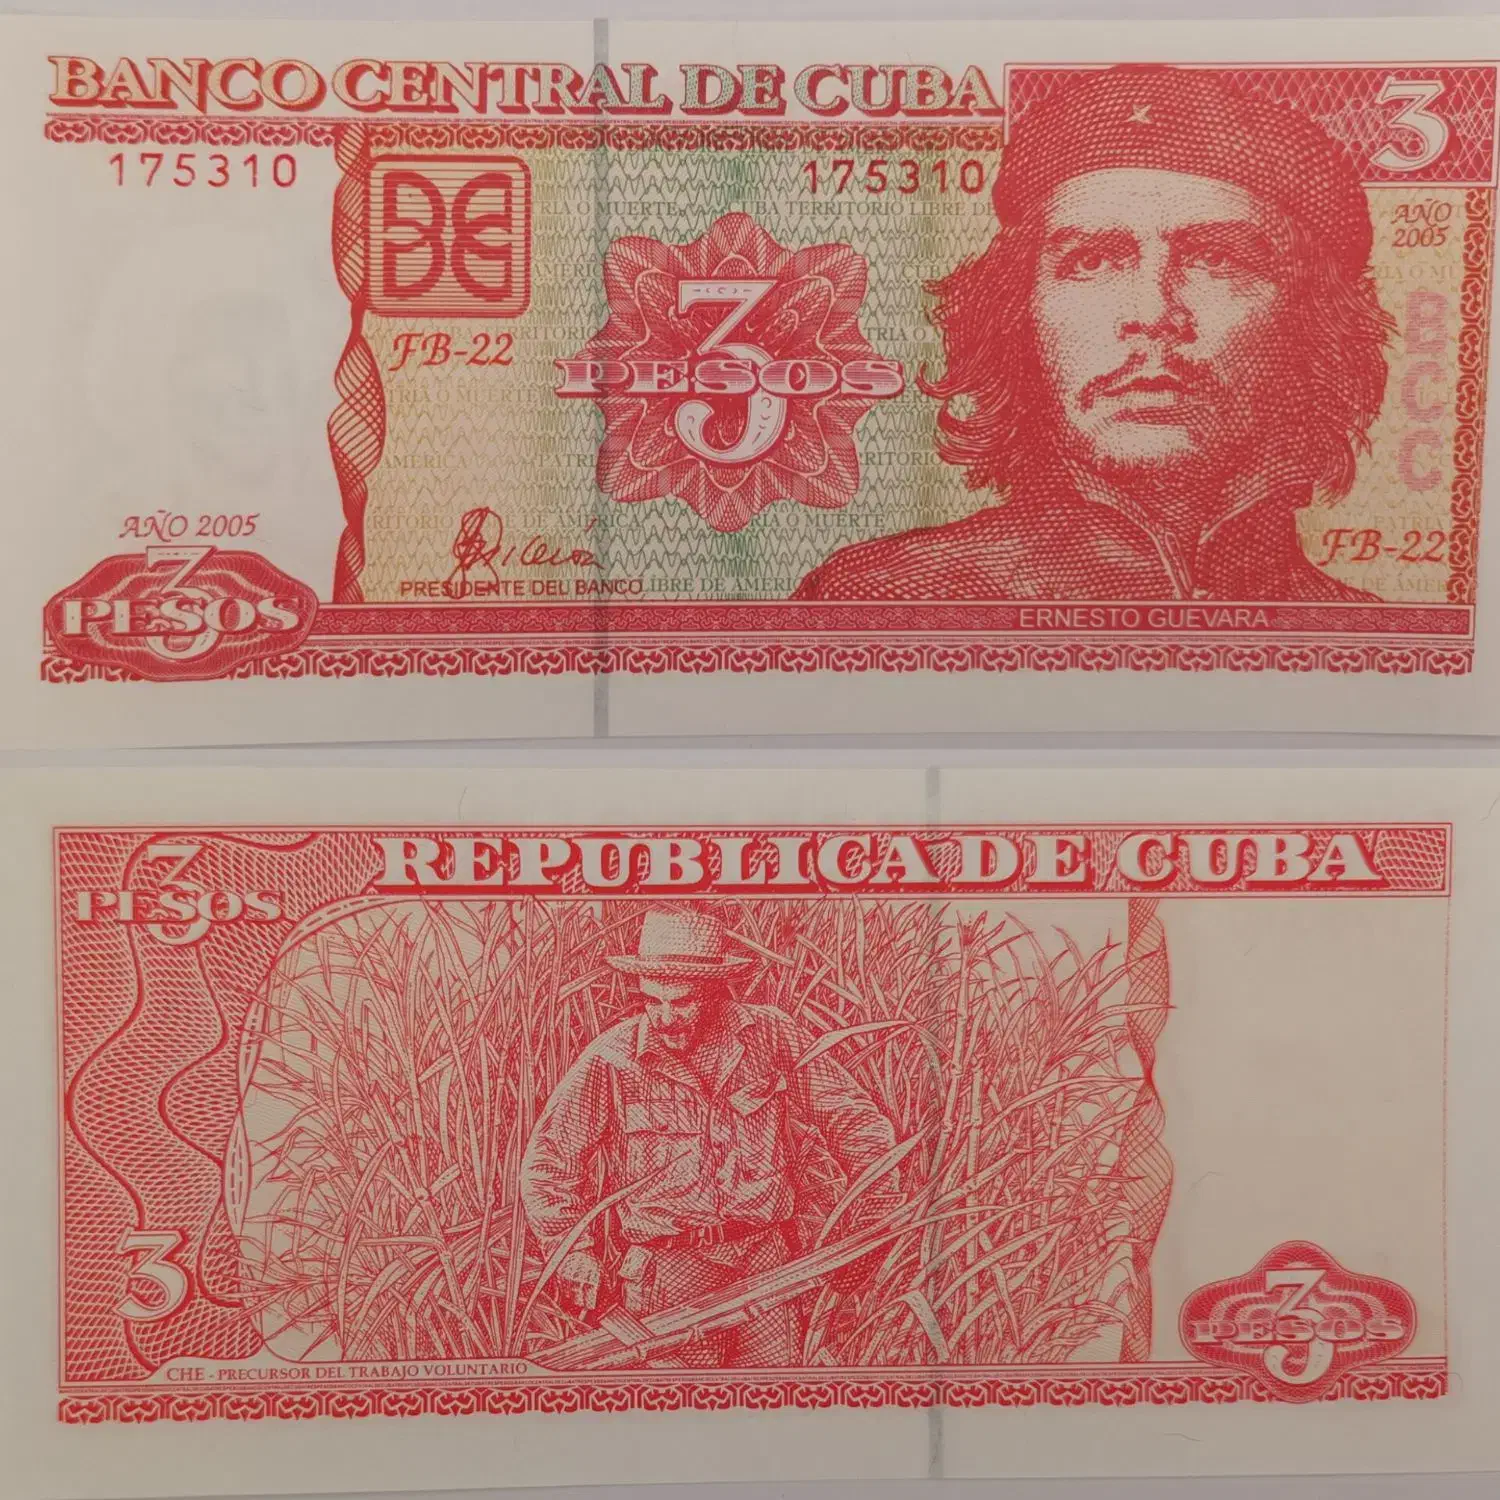 BANCO CENTRAL DE CUBA
3
175310
175310
AÑO
2005
FB-22
3
PESOS
BCC
FB-22
AÑO 2005
3
PESOS
PRESIDENTE DEL BANCO
ERNESTO GUEVARA
REPUBLICA DE CUBA
3
PESOS
3
3
PESOS
CHE - PRECURSOR DEL TRABAJO VOLUNTARIO